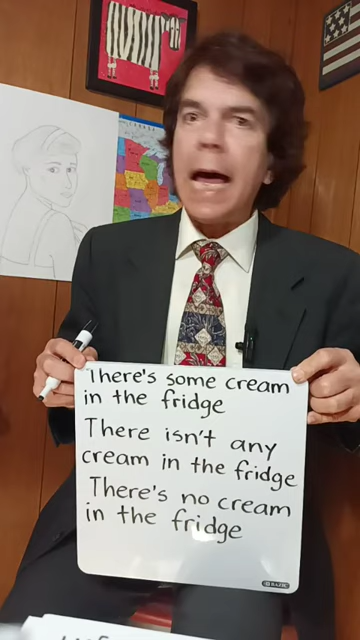 There's some cream
in the fridge
There isn't any
cream in the fridge
There's no cream
in the fridge